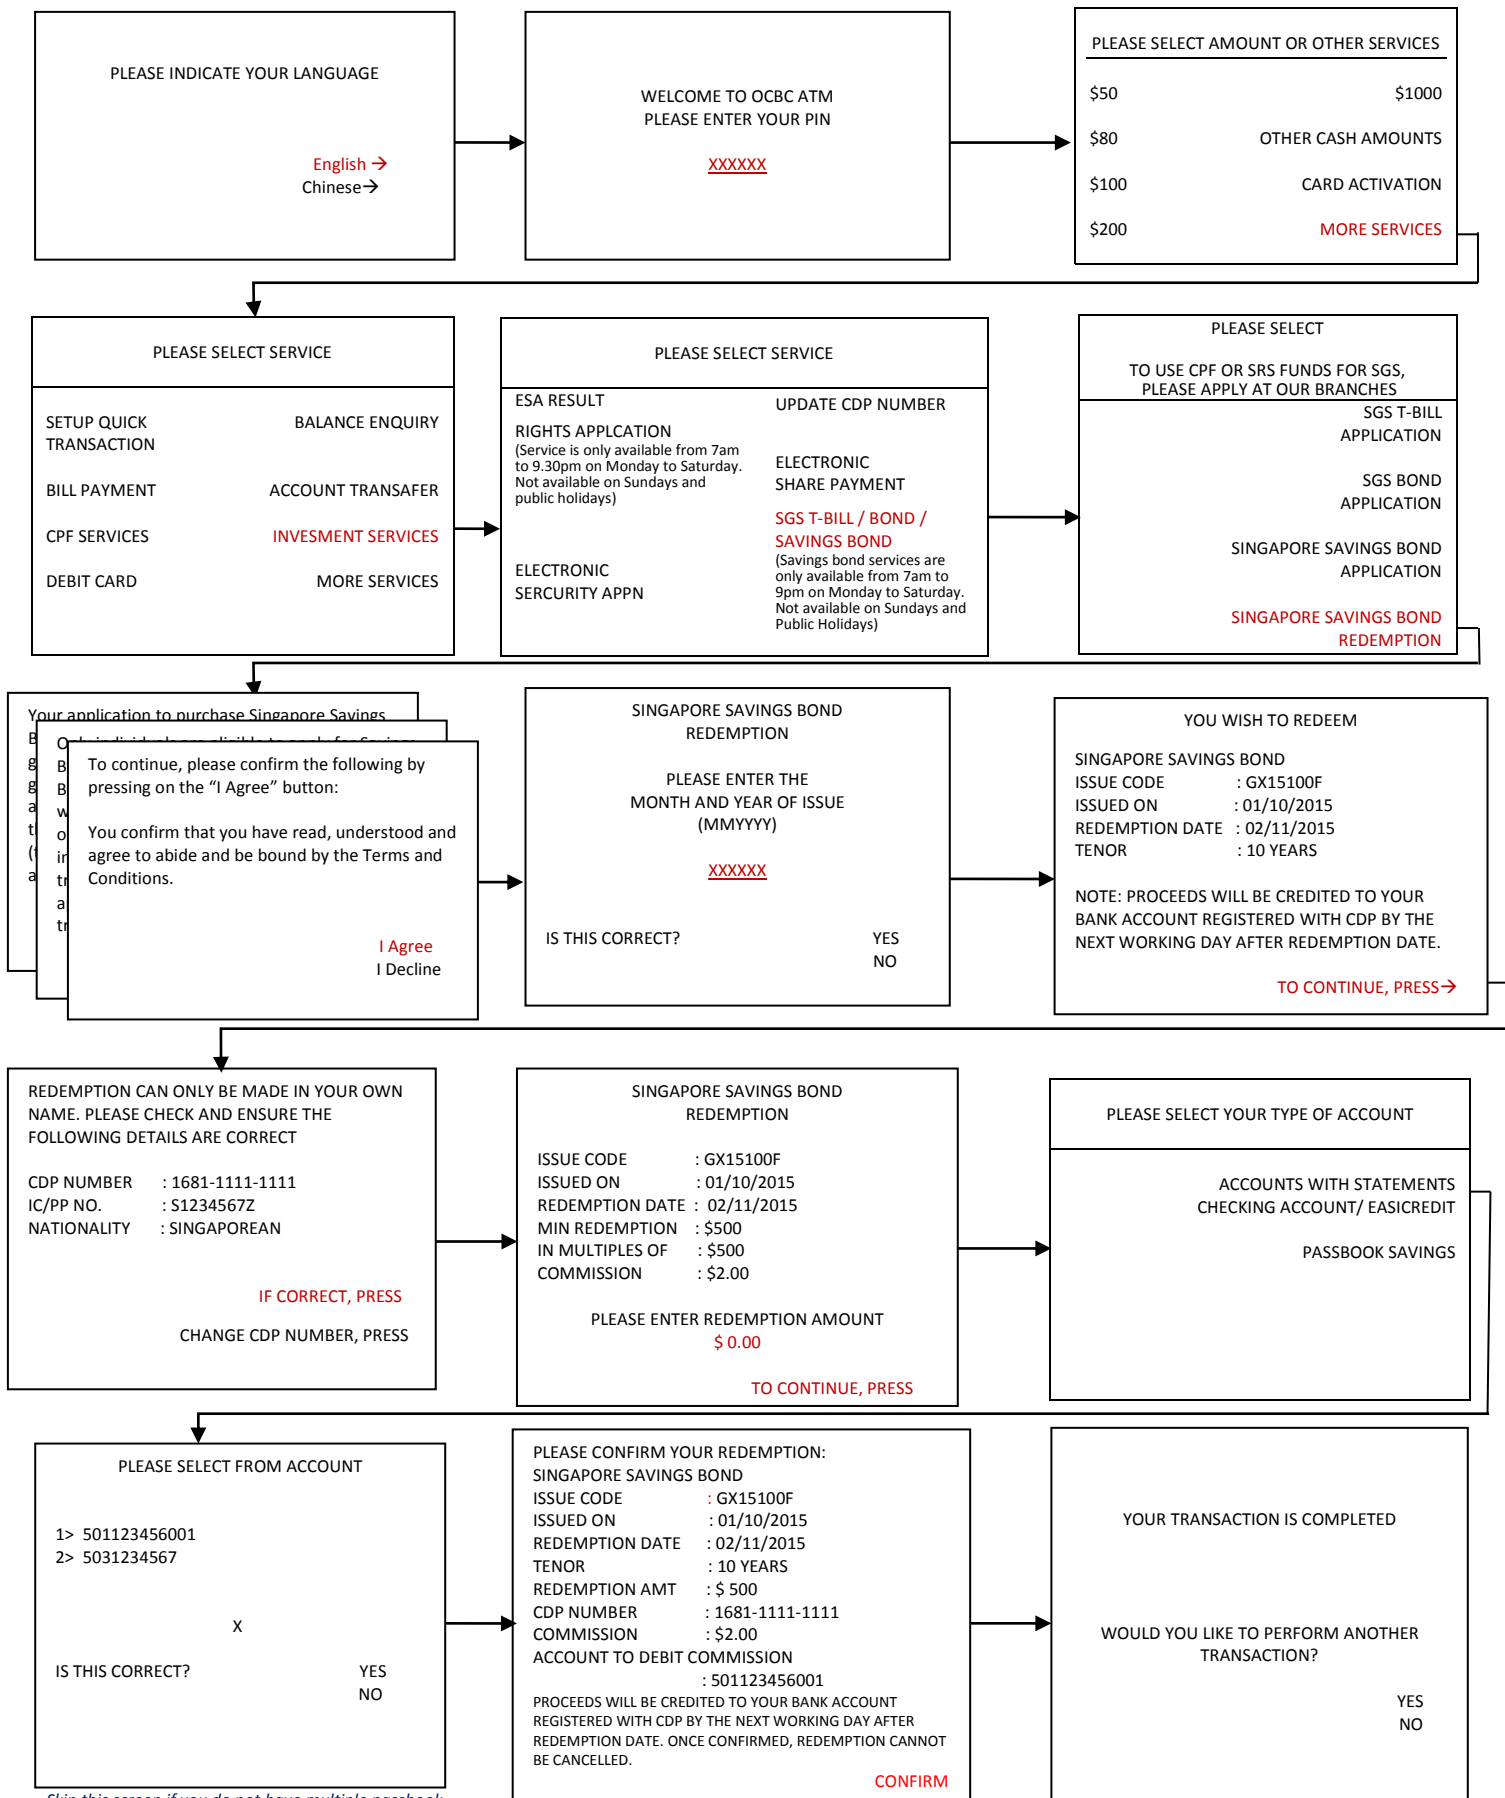 PLEASE INDICATE YOUR LANGUAGE
English →
Chinese→
WELCOME TO OCBC ATM
PLEASE ENTER YOUR PIN
XXXXXX
PLEASE SELECT AMOUNT OR OTHER SERVICES
$50 $1000
$80 OTHER CASH AMOUNTS
$100 CARD ACTIVATION
$200 MORE SERVICES
PLEASE SELECT SERVICE
SETUP QUICK
TRANSACTION
BALANCE ENQUIRY
BILL PAYMENT ACCOUNT TRANSAFER
CPF SERVICES INVESMENT SERVICES
DEBIT CARD MORE SERVICES
PLEASE SELECT SERVICE
ESA RESULT
RIGHTS APPLCATION
(Service is only available from 7am
to 9.30pm on Monday to Saturday.
Not available on Sundays and
public holidays)
ELECTRONIC
SERCURITY APPN
UPDATE CDP NUMBER
ELECTRONIC
SHARE PAYMENT
SGS T-BILL / BOND /
SAVINGS BOND
(Savings bond services are
only available from 7am to
9pm on Monday to Saturday.
Not available on Sundays and
Public Holidays)
PLEASE SELECT
TO USE CPF OR SRS FUNDS FOR SGS,
PLEASE APPLY AT OUR BRANCHES
SGS T-BILL
APPLICATION
SGS BOND
APPLICATION
SINGAPORE SAVINGS BOND
APPLICATION
SINGAPORE SAVINGS BOND
REDEMPTION
Your application to purchase Singapore Savings
Only individuals are eligible to apply for Savings
To continue, please confirm the following by
pressing on the “I Agree” button:
You confirm that you have read, understood and
agree to abide and be bound by the Terms and
Conditions.
I Agree
I Decline
SINGAPORE SAVINGS BOND
REDEMPTION
PLEASE ENTER THE
MONTH AND YEAR OF ISSUE
(MMYYYY)
XXXXXX
IS THIS CORRECT? YES
NO
YOU WISH TO REDEEM
SINGAPORE SAVINGS BOND
ISSUE CODE : GX15100F
ISSUED ON : 01/10/2015
REDEMPTION DATE : 02/11/2015
TENOR : 10 YEARS
NOTE: PROCEEDS WILL BE CREDITED TO YOUR
BANK ACCOUNT REGISTERED WITH CDP BY THE
NEXT WORKING DAY AFTER REDEMPTION DATE.
TO CONTINUE, PRESS→
REDEMPTION CAN ONLY BE MADE IN YOUR OWN
NAME. PLEASE CHECK AND ENSURE THE
FOLLOWING DETAILS ARE CORRECT
CDP NUMBER : 1681-1111-1111
IC/PP NO. : S1234567Z
NATIONALITY : SINGAPOREAN
IF CORRECT, PRESS
CHANGE CDP NUMBER, PRESS
SINGAPORE SAVINGS BOND
REDEMPTION
ISSUE CODE : GX15100F
ISSUED ON : 01/10/2015
REDEMPTION DATE : 02/11/2015
MIN REDEMPTION : $500
IN MULTIPLES OF : $500
COMMISSION : $2.00
PLEASE ENTER REDEMPTION AMOUNT
$ 0.00
TO CONTINUE, PRESS
PLEASE SELECT YOUR TYPE OF ACCOUNT
ACCOUNTS WITH STATEMENTS
CHECKING ACCOUNT/ EASICREDIT
PASSBOOK SAVINGS
PLEASE SELECT FROM ACCOUNT
1> 501123456001
2> 5031234567
X
IS THIS CORRECT? YES
NO
Skip this screen if you do not have multiple passbook
PLEASE CONFIRM YOUR REDEMPTION:
SINGAPORE SAVINGS BOND
ISSUE CODE : GX15100F
ISSUED ON : 01/10/2015
REDEMPTION DATE : 02/11/2015
TENOR : 10 YEARS
REDEMPTION AMT : $ 500
CDP NUMBER : 1681-1111-1111
COMMISSION : $2.00
ACCOUNT TO DEBIT COMMISSION
: 501123456001
PROCEEDS WILL BE CREDITED TO YOUR BANK ACCOUNT
REGISTERED WITH CDP BY THE NEXT WORKING DAY AFTER
REDEMPTION DATE. ONCE CONFIRMED, REDEMPTION CANNOT
BE CANCELLED.
CONFIRM
YOUR TRANSACTION IS COMPLETED
WOULD YOU LIKE TO PERFORM ANOTHER
TRANSACTION?
YES
NO